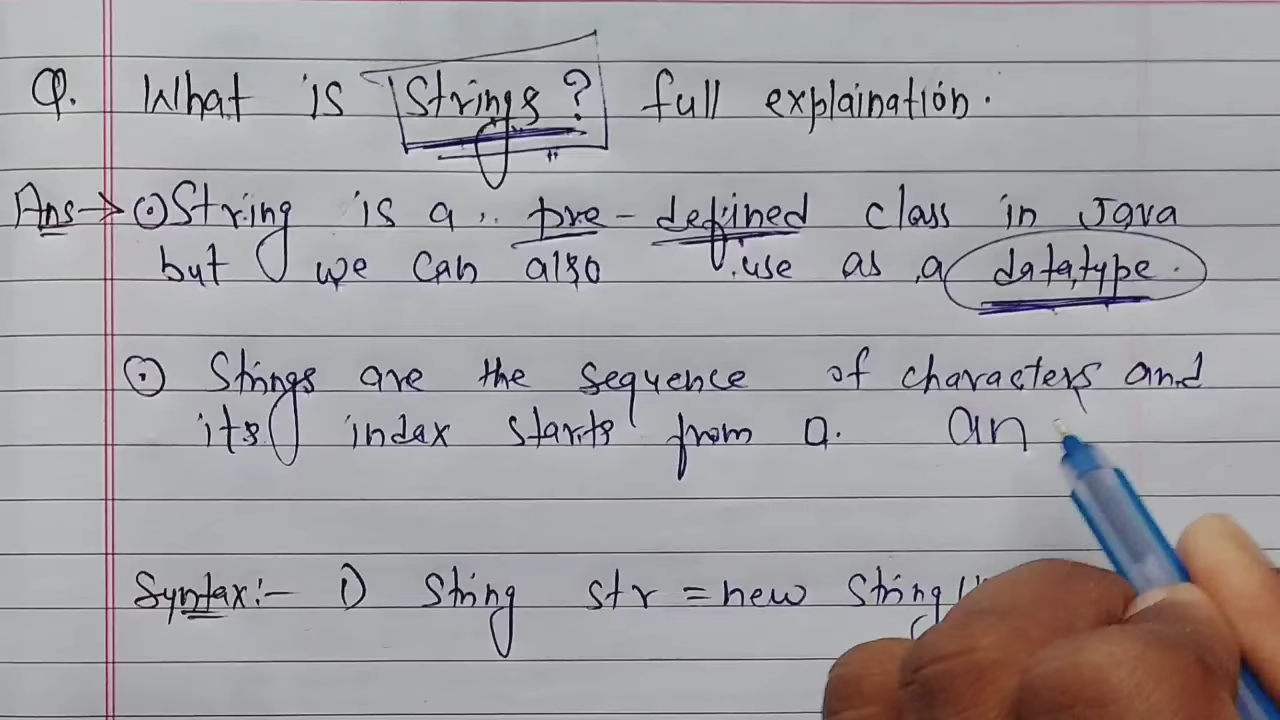 Q. What is Strings? full explaination.
Ans → ⊙ String is a pre-defined class in Java
but we can also use as a datatype.
⊙ Strings are the sequence of characters and
its index starts from 0. an
Syntax:- 1) String str = new String("